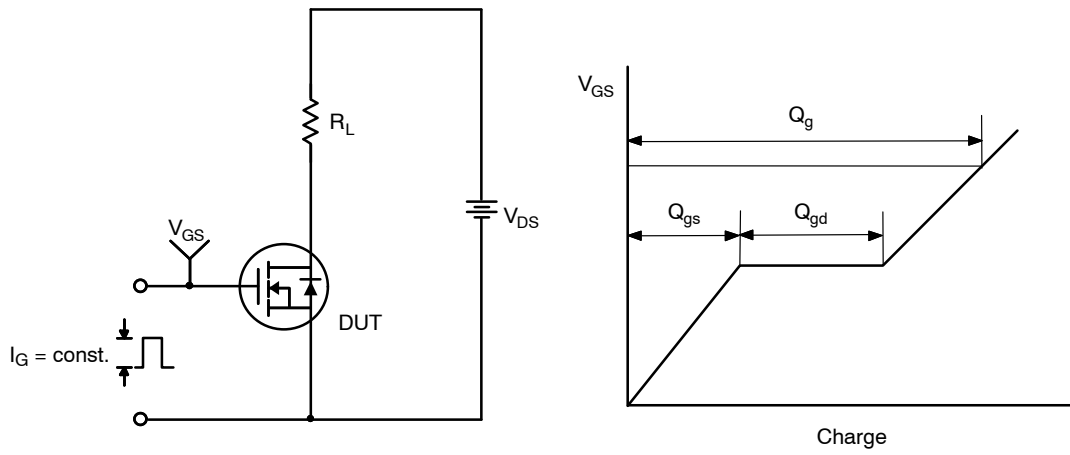 R_L
V_DS
V_GS
DUT
I_G = const.
V_GS
Q_g
Q_gs
Q_gd
Charge